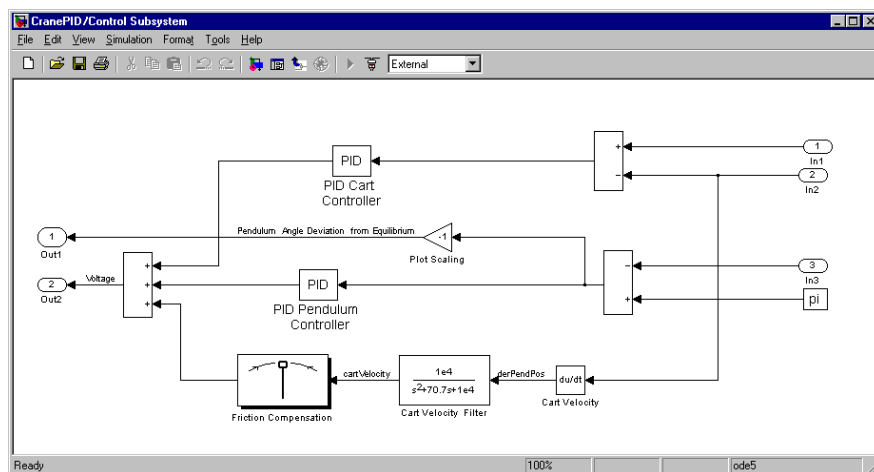 CranePID/Control Subsystem
File Edit View Simulation Format Tools Help
External
+
1
In1
PID
−
2
In2
PID Cart
Controller
1
Out1
Pendulum Angle Deviation from Equilibrium
-1
Plot Scaling
+
−
3
In3
2
Out2
Voltage
+
PID
+
pi
+
PID Pendulum
Controller
cartVelocity
1e4
s2+70.7s+1e4
derPendPos
du/dt
Friction Compensation
Cart Velocity Filter
Cart Velocity
Ready
100%
ode5